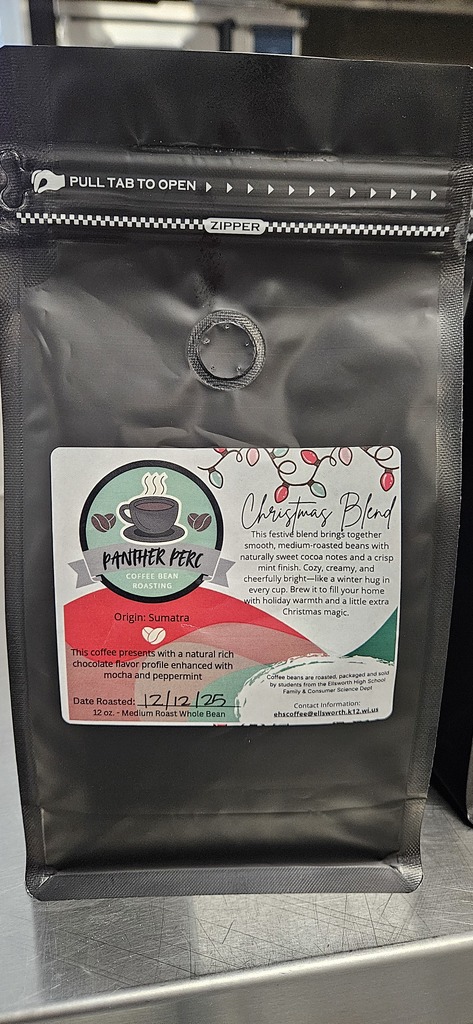 PULL TAB TO OPEN
ZIPPER
PANTHER PERC
COFFEE BEAN
ROASTING
Origin: Sumatra
This coffee presents with a natural rich
chocolate flavor profile enhanced with
mocha and peppermint
Date Roasted: 12/12/25
12 oz. - Medium Roast Whole Bean
Christmas Blend
This festive blend brings together
smooth, medium-roasted beans with
naturally sweet cocoa notes and a crisp
mint finish. Cozy, creamy, and
cheerfully bright—like a winter hug in
every cup. Brew it to fill your home
with holiday warmth and a little extra
Christmas magic.
Coffee beans are roasted, packaged and sold
by students from the Ellsworth High School
Family & Consumer Science Dept
Contact Information:
ehscoffee@ellsworth.k12.wi.us